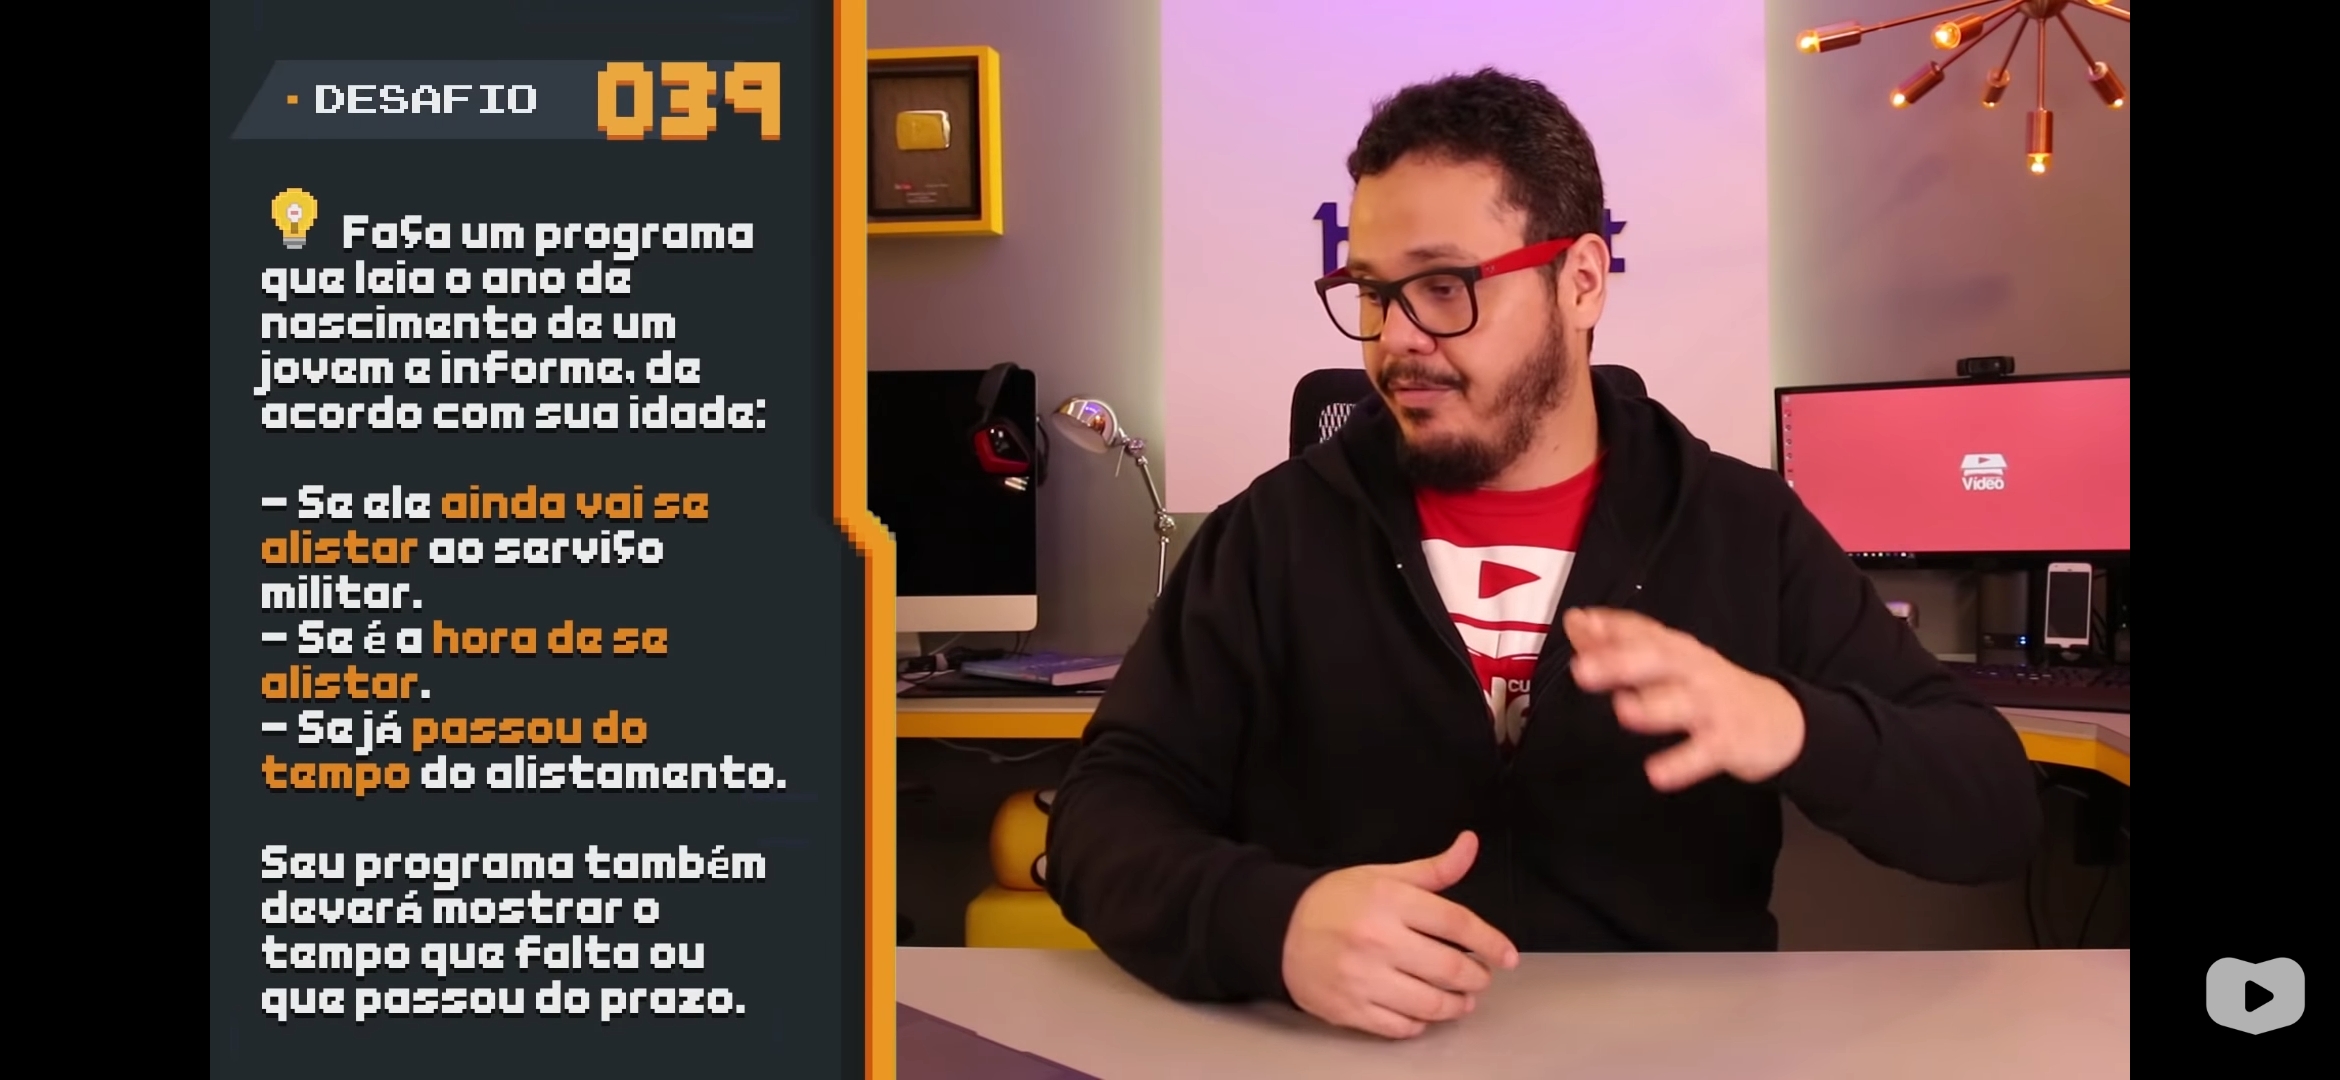 DESAFIO 039
Faça um programa
que leia o ano de
nascimento de um
jovem e informe, de
acordo com sua idade:
- Se ele ainda vai se
alistar ao serviço
militar.
- Se é a hora de se
alistar.
- Se já passou do
tempo do alistamento.
Seu programa também
deverá mostrar o
tempo que falta ou
que passou do prazo.
Vídeo
CU